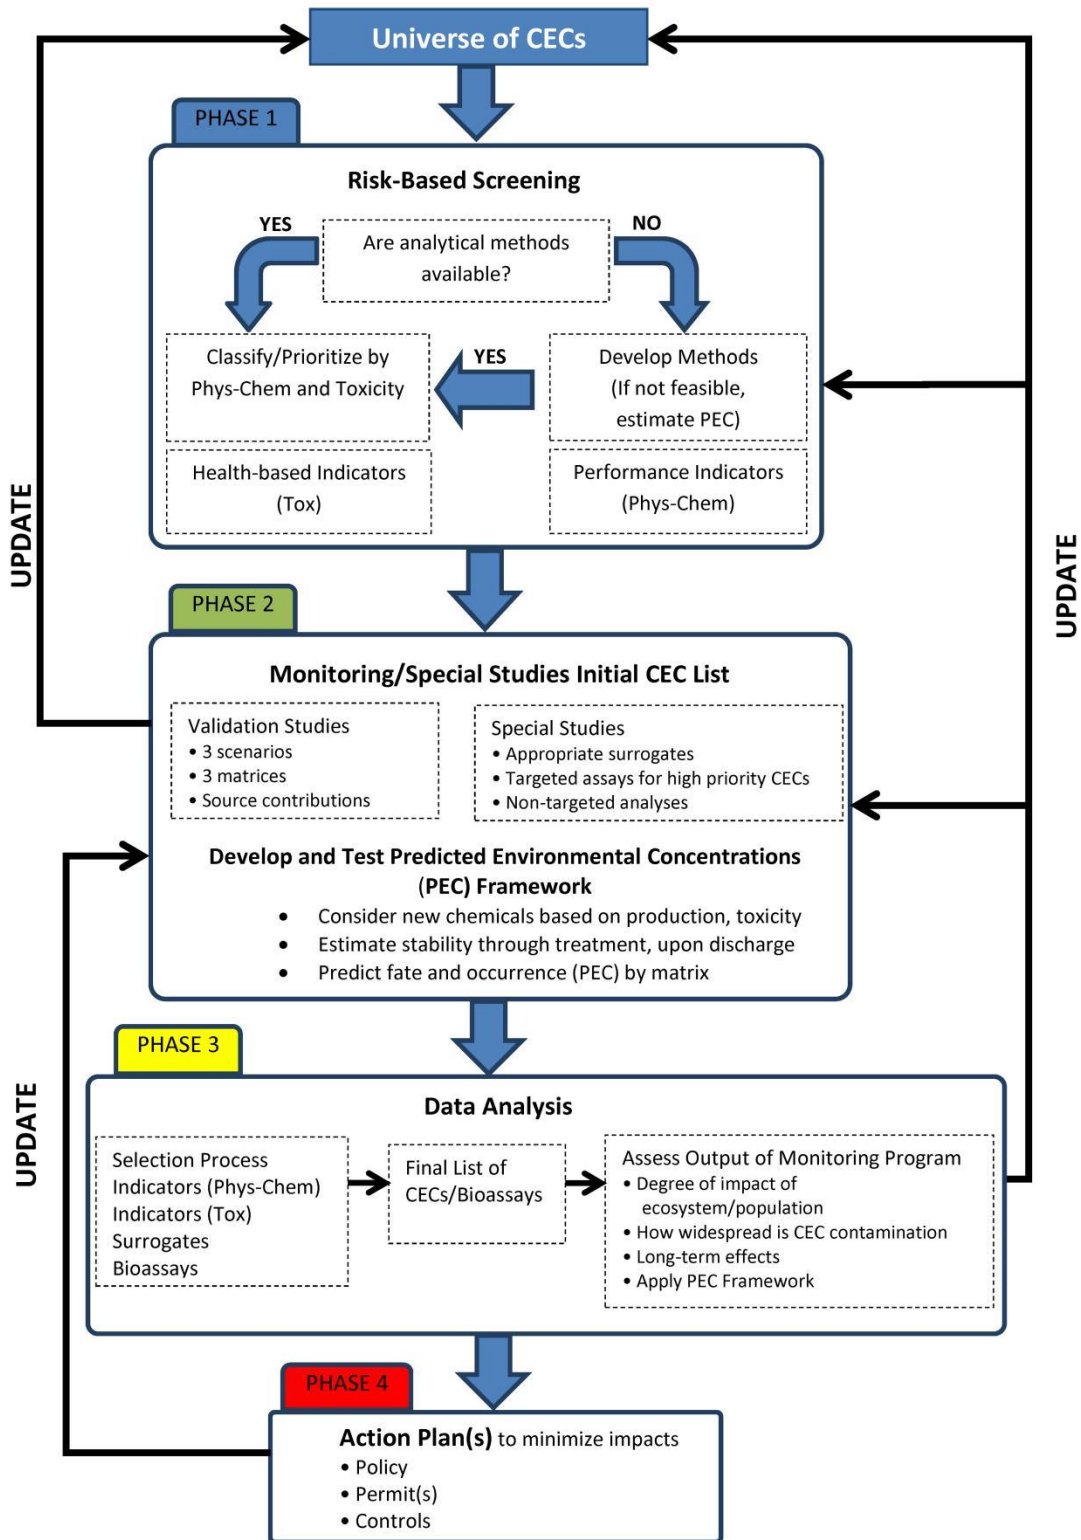 Universe of CECs
PHASE 1
Risk-Based Screening
YES
NO
Are analytical methods
available?
Classify/Prioritize by
Phys-Chem and Toxicity
YES
Develop Methods
(If not feasible,
estimate PEC)
Health-based Indicators
(Tox)
Performance Indicators
(Phys-Chem)
UPDATE
UPDATE
PHASE 2
Monitoring/Special Studies Initial CEC List
Validation Studies
• 3 scenarios
• 3 matrices
• Source contributions
Special Studies
• Appropriate surrogates
• Targeted assays for high priority CECs
• Non-targeted analyses
Develop and Test Predicted Environmental Concentrations
(PEC) Framework
• Consider new chemicals based on production, toxicity
• Estimate stability through treatment, upon discharge
• Predict fate and occurrence (PEC) by matrix
UPDATE
PHASE 3
Data Analysis
Selection Process
Indicators (Phys-Chem)
Indicators (Tox)
Surrogates
Bioassays
Final List of
CECs/Bioassays
Assess Output of Monitoring Program
• Degree of impact of
ecosystem/population
• How widespread is CEC contamination
• Long-term effects
• Apply PEC Framework
PHASE 4
Action Plan(s) to minimize impacts
• Policy
• Permit(s)
• Controls